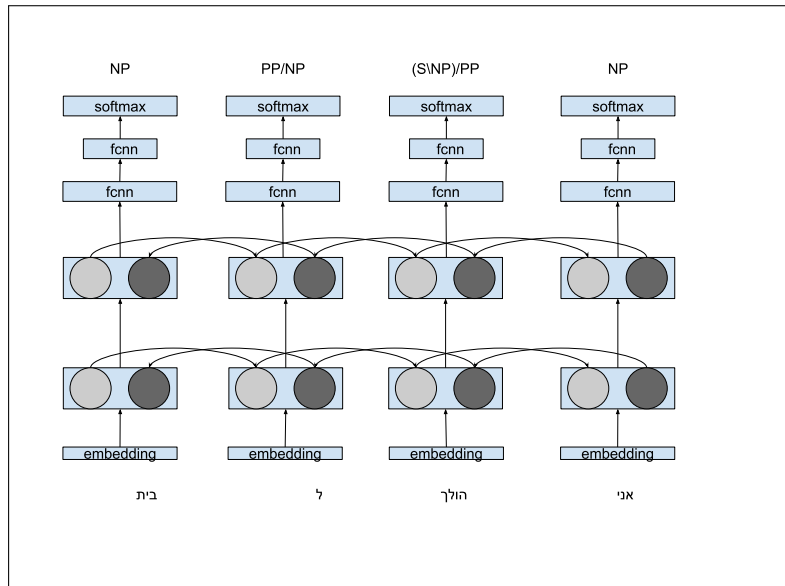 NP PP/NP (S\NP)/PP NP
softmax softmax softmax softmax
fcnn fcnn fcnn fcnn
fcnn fcnn fcnn fcnn
embedding embedding embedding embedding
אני הולך ל בית